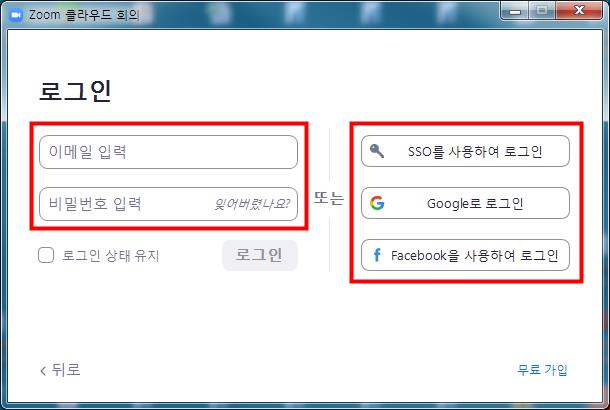 Zoom 클라우드 회의
로그인
이메일 입력
비밀번호 입력 잊어버렸나요?
로그인 상태 유지 로그인
또는
SSO를 사용하여 로그인
Google로 로그인
Facebook을 사용하여 로그인
< 뒤로
무료 가입